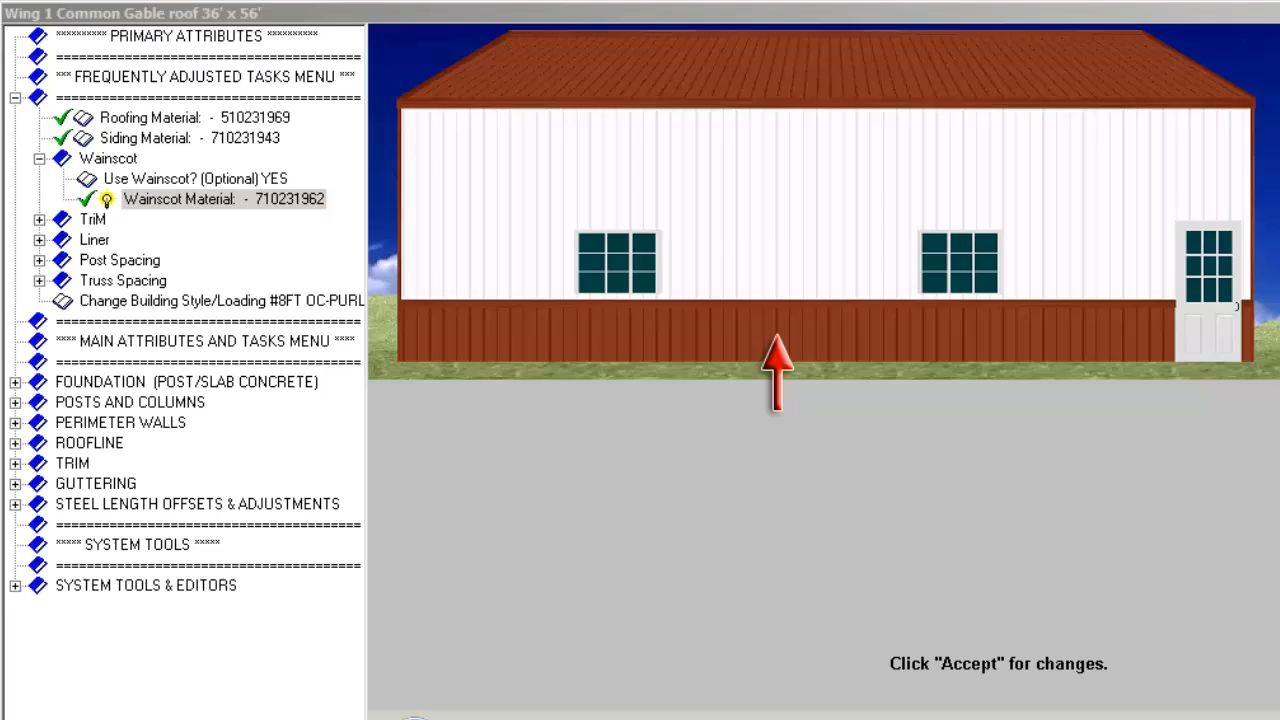 Wing 1 Common Gable roof 36' x 56'
********** PRIMARY ATTRIBUTES **********
========================================
*** FREQUENTLY ADJUSTED TASKS MENU ***
========================================
Roofing Material: - 510231969
Siding Material: - 710231943
Wainscot
Use Wainscot? (Optional) YES
Wainscot Material: - 710231962
TriM
Liner
Post Spacing
Truss Spacing
Change Building Style/Loading #8FT OC-PURL
========================================
**** MAIN ATTRIBUTES AND TASKS MENU ****
========================================
FOUNDATION (POST/SLAB CONCRETE)
POSTS AND COLUMNS
PERIMETER WALLS
ROOFLINE
TRIM
GUTTERING
STEEL LENGTH OFFSETS & ADJUSTMENTS
========================================
***** SYSTEM TOOLS *****
========================================
SYSTEM TOOLS & EDITORS
Click "Accept" for changes.